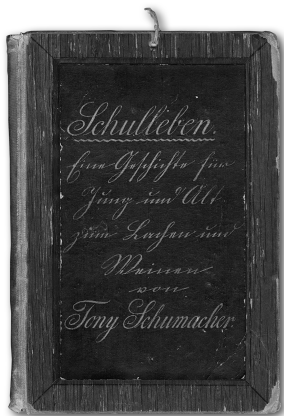 Schulleben.
Eine Geschichte für
Jung und Alt
zum Lachen und
Weinen
von
Tony Schumacher.